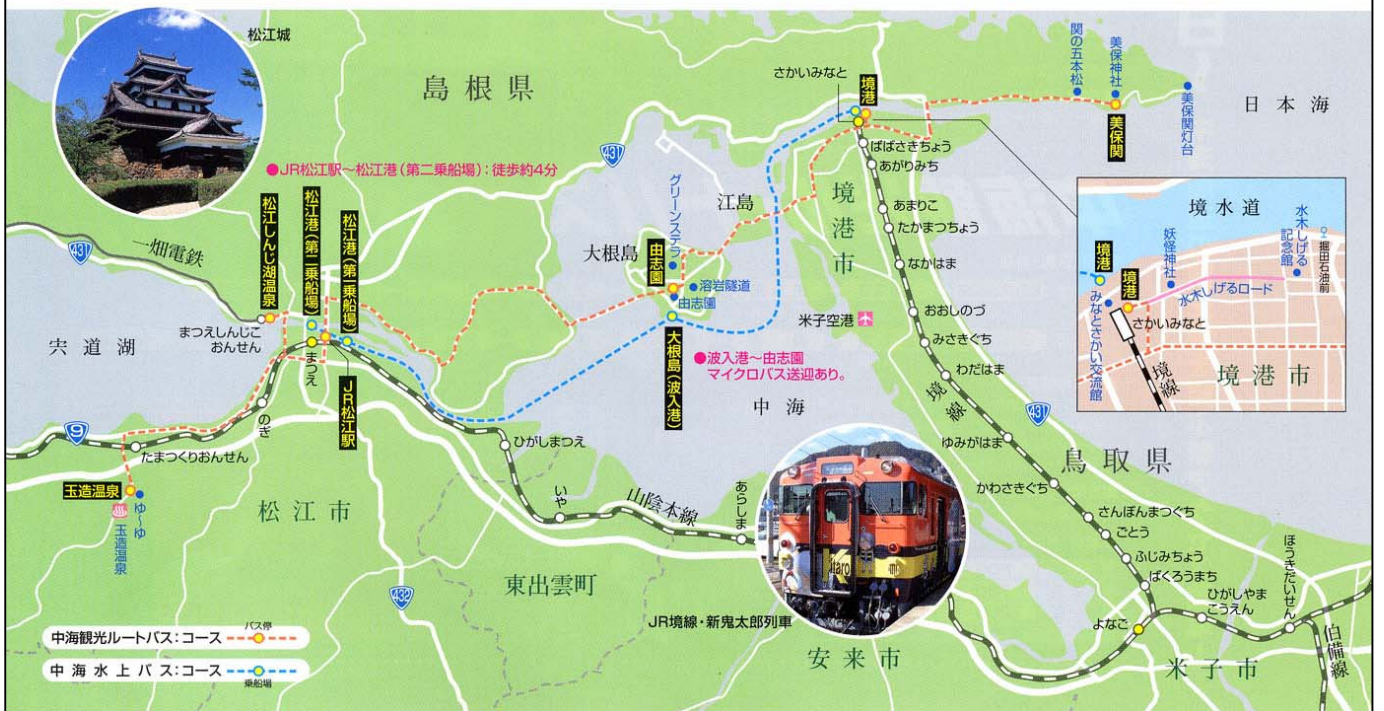 松江城
島根県
日本海
さかいみなと
境港
関の五本松
美保神社
美保関灯台
美保関
431
●JR松江駅～松江港(第二乗船場):徒歩約4分
ばばさきちょう
あがりみち
あまりこ
たかまつちょう
なかはま
おおしのづ
みさきぐち
わだはま
ゆみがはま
かわさきぐち
さんぼんまつぐち
ごとう
ふじみちょう
ばくろうまち
よなご
ひがしやま
こうえん
ほうきだいせん
伯備線
境港市
江島
大根島
グリーンステラ
由志園
溶岩隧道
由志園
大根島(波入港)
●波入港～由志園
マイクロバス送迎あり。
米子空港
中海
境線
431
鳥取県
431
一畑電鉄
松江しんじ湖温泉
松江港(第二乗船場)
松江港(第一乗船場)
まつえしんじこ
おんせん
宍道湖
まつえ
JR松江駅
のぎ
9
たまつくりおんせん
玉造温泉
ゆ～ゆ
玉造温泉
松江市
ひがしまつえ
いや
山陰本線
あらしま
東出雲町
432
Kitaro
JR境線・新鬼太郎列車
安来市
米子市
境水道
境港
境港
妖怪神社
水木しげる
記念館
堀田石油前
水木しげるロード
みなとさかい交流館
さかいみなと
境線
境港市
中海観光ルートバス:コース
バス停
中海水上バス:コース
乗船場